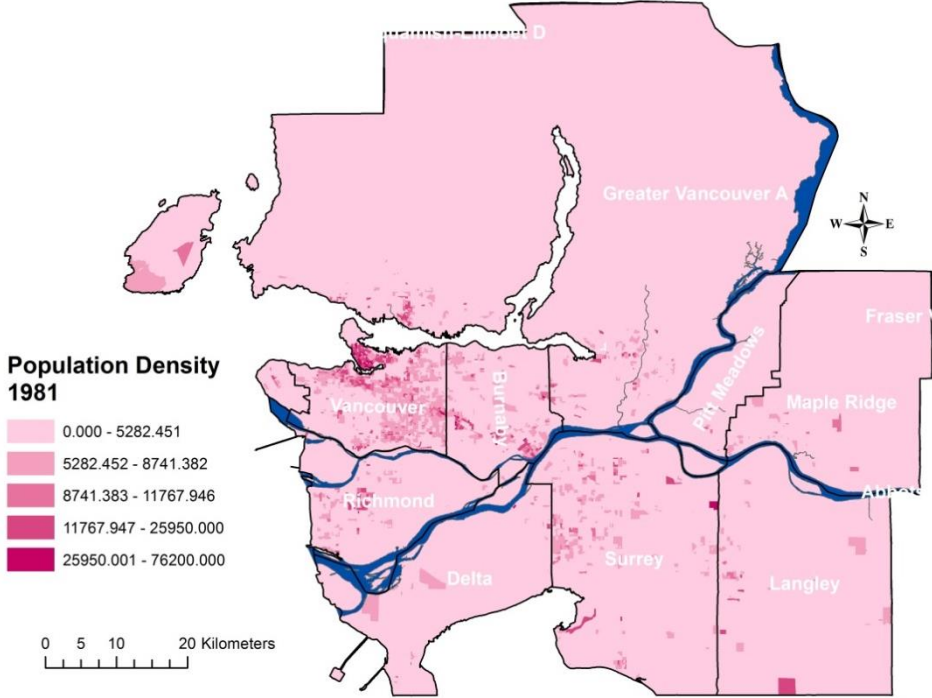 Greater Vancouver A
N
W E
S
Fraser V
Population Density
1981
0.000 - 5282.451
5282.452 - 8741.382
8741.383 - 11767.946
11767.947 - 25950.000
25950.001 - 76200.000
Vancouver
Burnaby
Pitt Meadows
Maple Ridge
Richmond
Abbots
Delta
Surrey
Langley
0 5 10 20 Kilometers